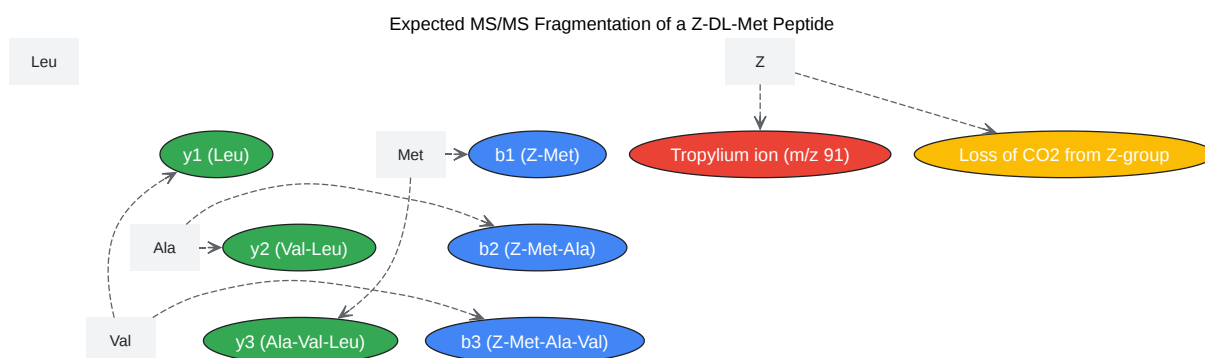 Expected MS/MS Fragmentation of a Z-DL-Met Peptide
Leu
Z
y1 (Leu)
Met
b1 (Z-Met)
Tropylium ion (m/z 91)
Loss of CO2 from Z-group
Ala
y2 (Val-Leu)
b2 (Z-Met-Ala)
Val
y3 (Ala-Val-Leu)
b3 (Z-Met-Ala-Val)